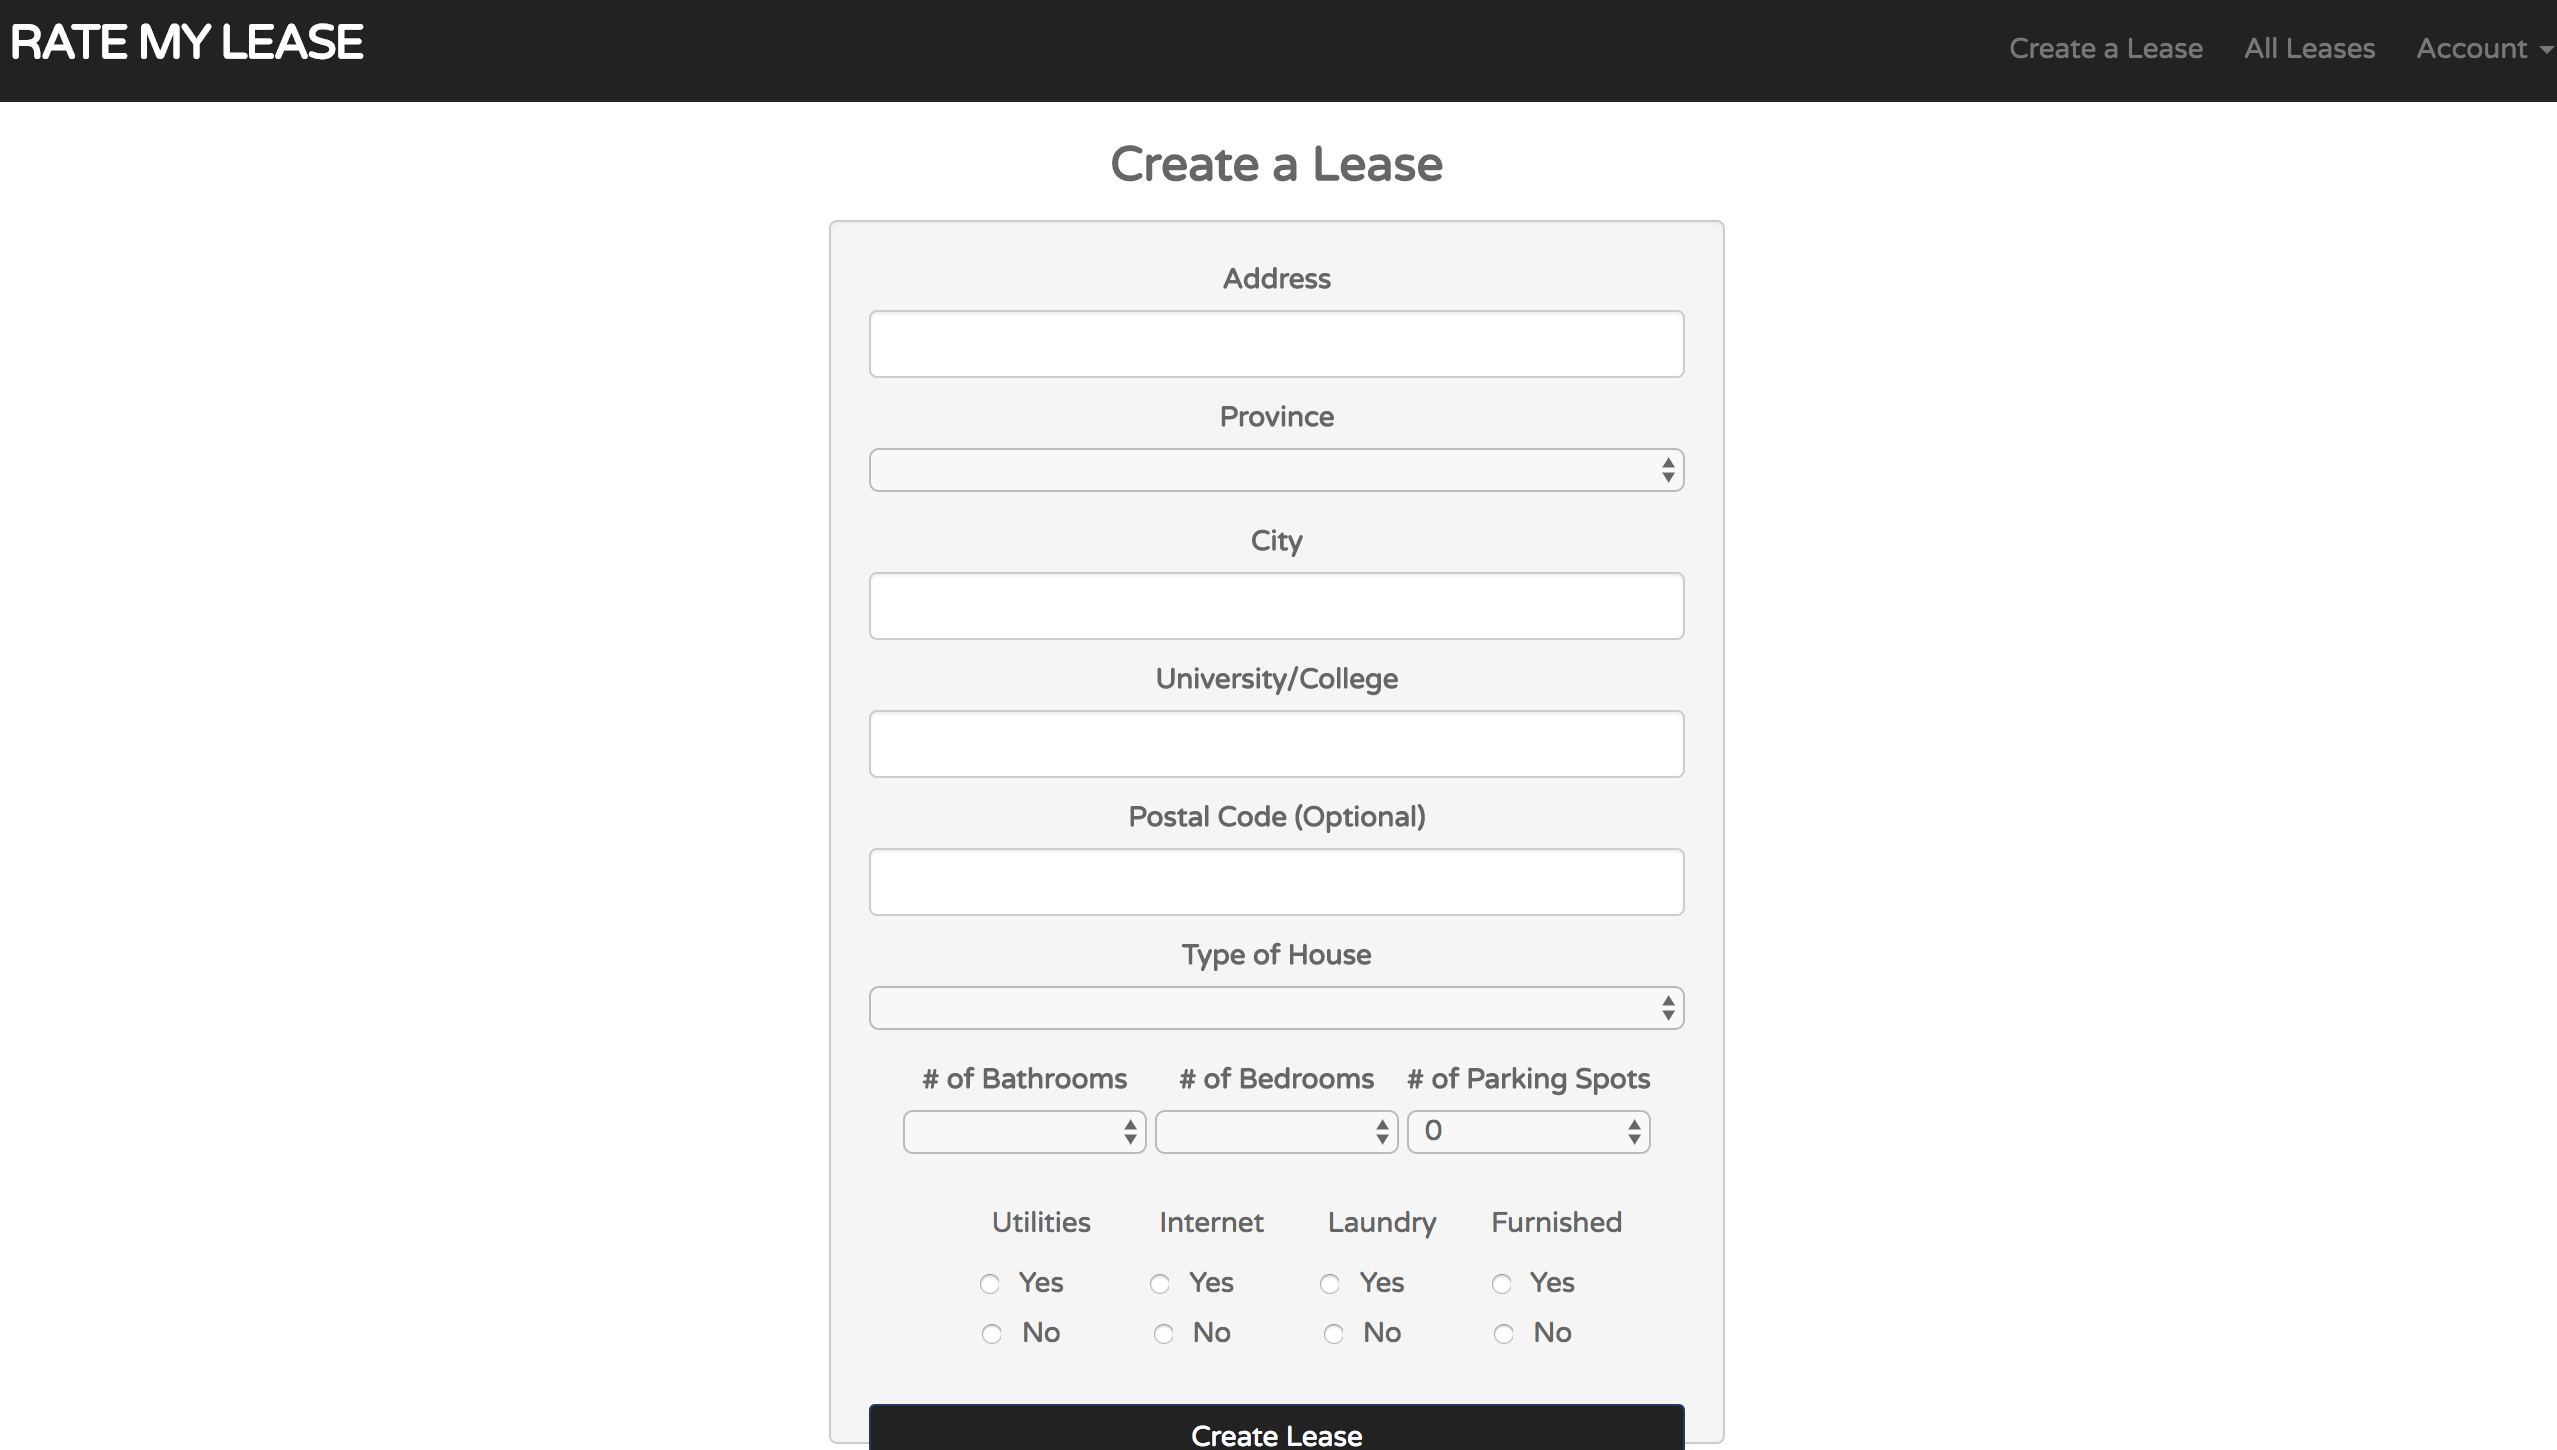 RATE MY LEASE
Create a Lease All Leases Account
Create a Lease
Address
Province
City
University/College
Postal Code (Optional)
Type of House
# of Bathrooms # of Bedrooms # of Parking Spots
0
Utilities Internet Laundry Furnished
Yes Yes Yes Yes
No No No No
Create Lease